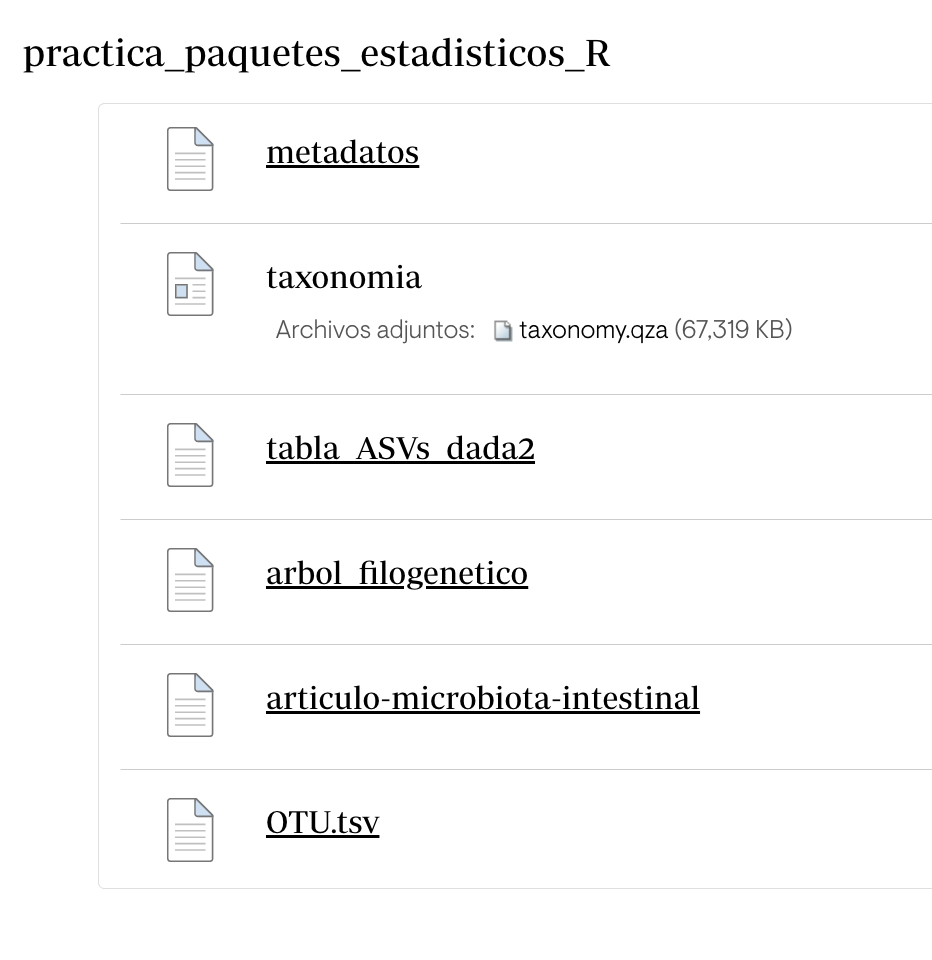 practica_paquetes_estadisticos_R
metadatos
taxonomia
Archivos adjuntos: taxonomy.qza (67,319 KB)
tabla_ASVs_dada2
arbol_filogenetico
articulo-microbiota-intestinal
OTU.tsv